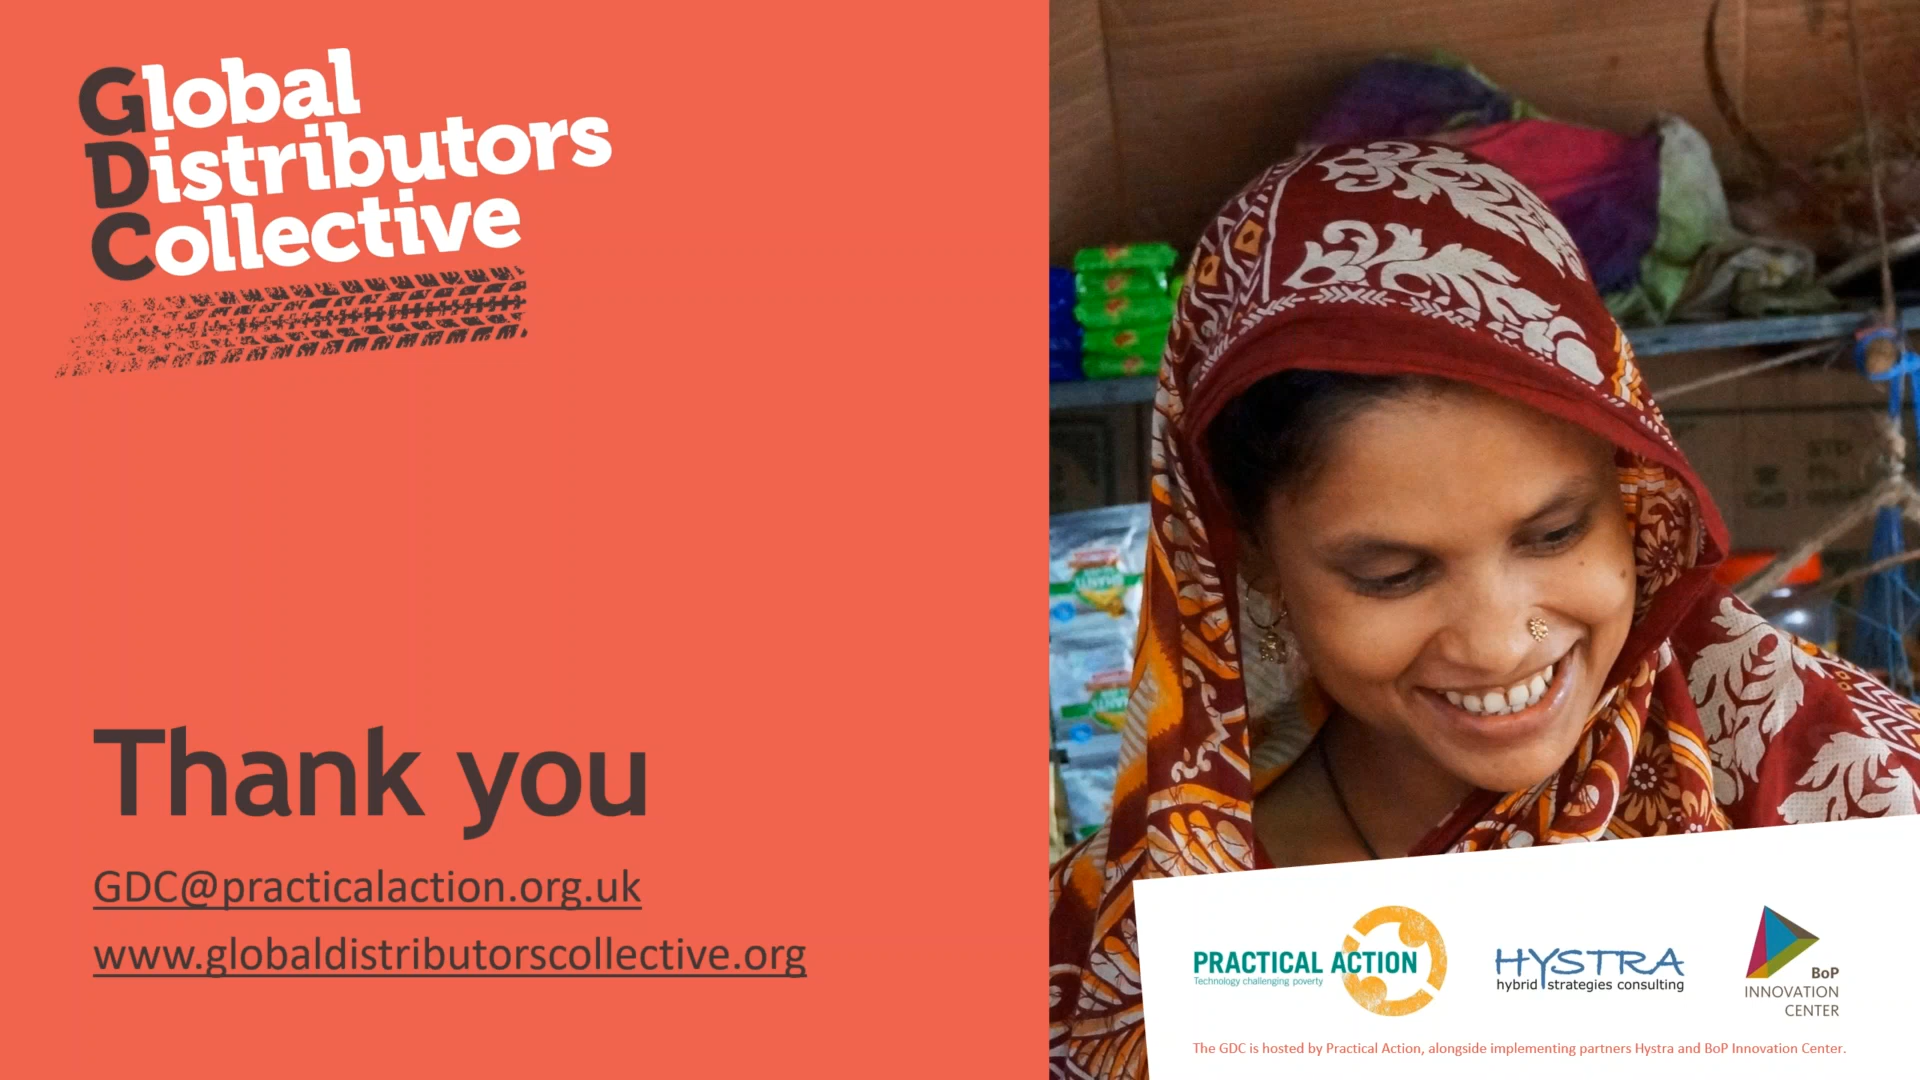 Global
Distributors
Collective
Thank you
GDC@practicalaction.org.uk
www.globaldistributorscollective.org
PRACTICAL ACTION
Technology challenging poverty
HYSTRA
hybrid strategies consulting
BoP
INNOVATION
CENTER
The GDC is hosted by Practical Action, alongside implementing partners Hystra and BoP Innovation Center.